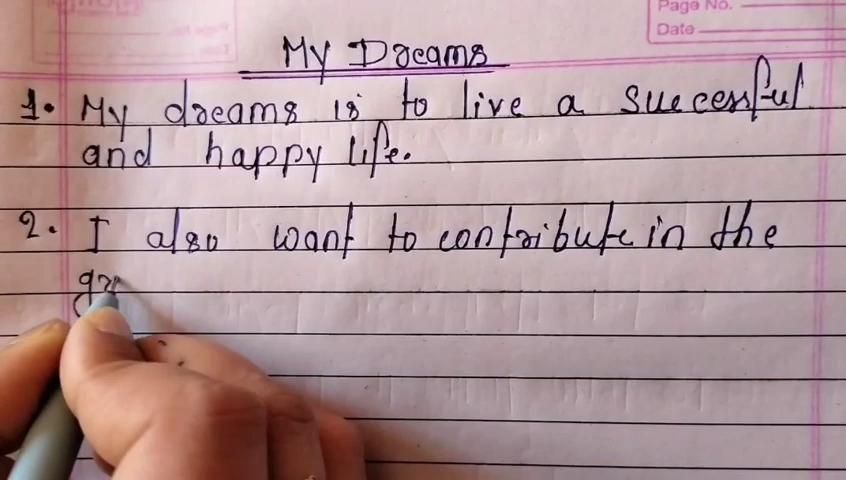 Page No.
Date
My Dreams
1. My dreams is to live a successful
and happy life.
2. I also want to contribute in the
gr